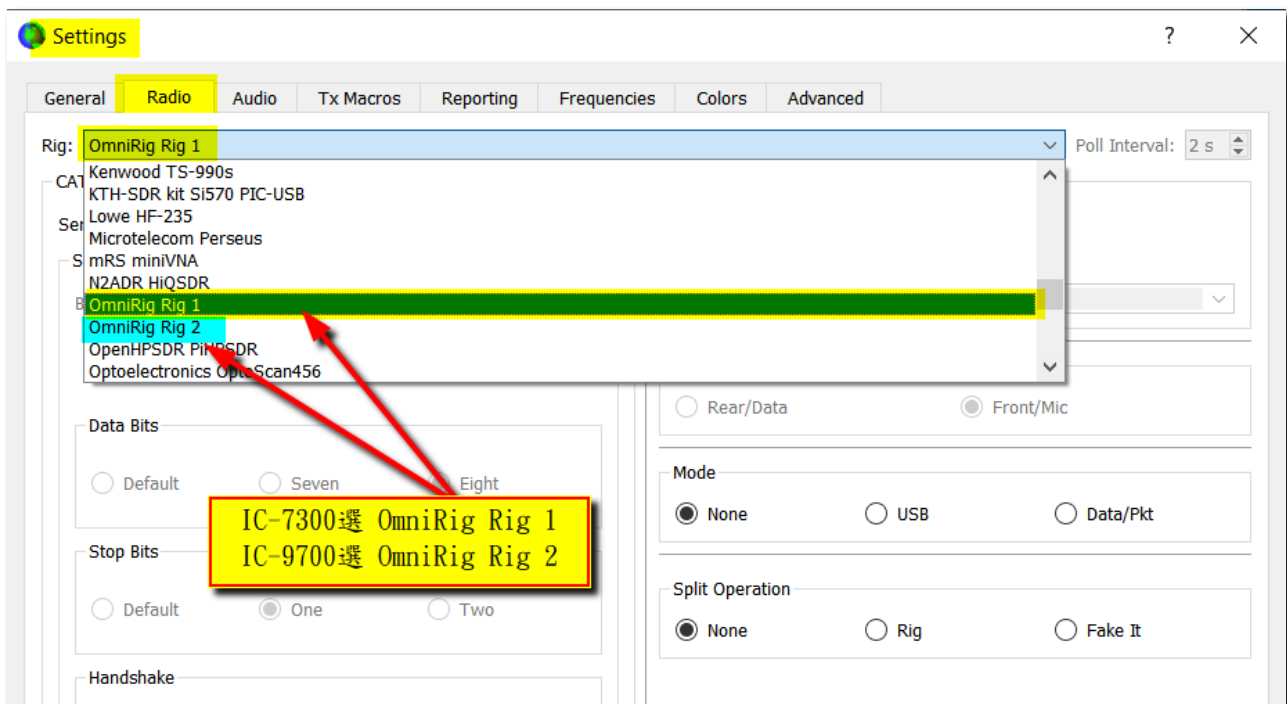 Settings
?
General Radio Audio Tx Macros Reporting Frequencies Colors Advanced
Rig: OmniRig Rig 1 Poll Interval: 2 s
Kenwood TS-990s
KTH-SDR kit Si570 PIC-USB
Lowe HF-235
Microtelecom Perseus
mRS miniVNA
N2ADR HiQSDR
OmniRig Rig 1
OmniRig Rig 2
OpenHPSDR PiHPSDR
Optoelectronics OptoScan456
Rear/Data Front/Mic
Data Bits
Default Seven Eight
Mode
None USB Data/Pkt
IC-7300選 OmniRig Rig 1
IC-9700選 OmniRig Rig 2
Stop Bits
Default One Two
Split Operation
None Rig Fake It
Handshake